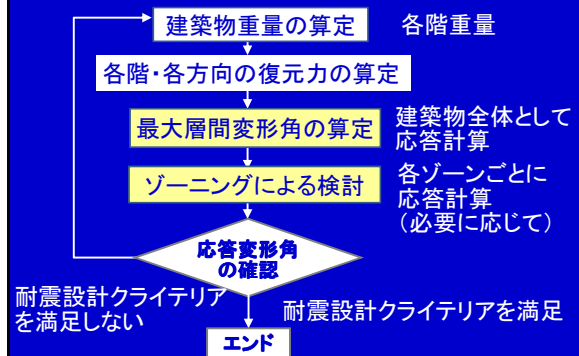 建築物重量の算定
各階重量
各階・各方向の復元力の算定
最大層間変形角の算定
建築物全体として
応答計算
ゾーニングによる検討
各ゾーンごとに
応答計算
（必要に応じて）
応答変形角
の確認
耐震設計クライテリア
を満足しない
耐震設計クライテリアを満足
エンド